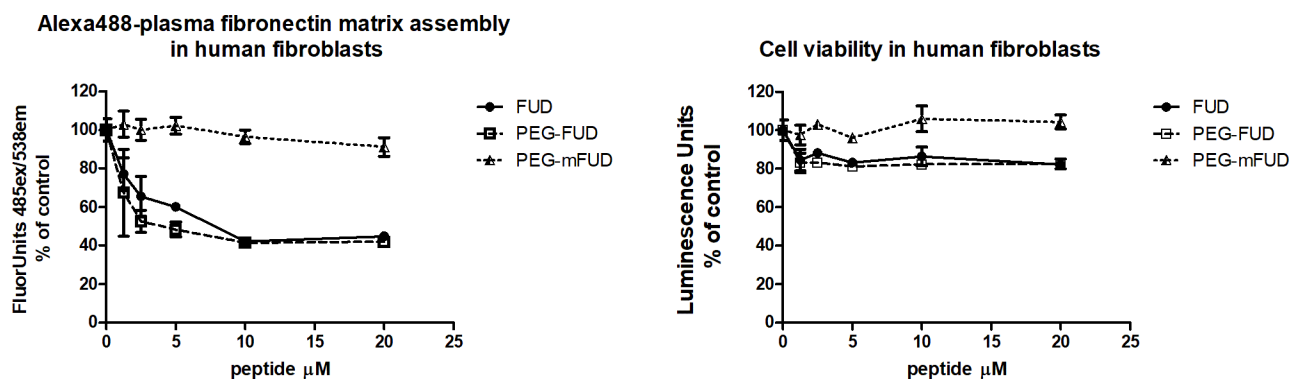 Alexa488-plasma fibronectin matrix assembly
in human fibroblasts
FluorUnits 485ex/538em
% of control
120
100
80
60
40
20
0
0
5
10
15
20
25
peptide μM
FUD
PEG-FUD
PEG-mFUD
Cell viability in human fibroblasts
Luminescence Units
% of control
120
100
80
60
40
20
0
0
5
10
15
20
25
peptide μM
FUD
PEG-FUD
PEG-mFUD